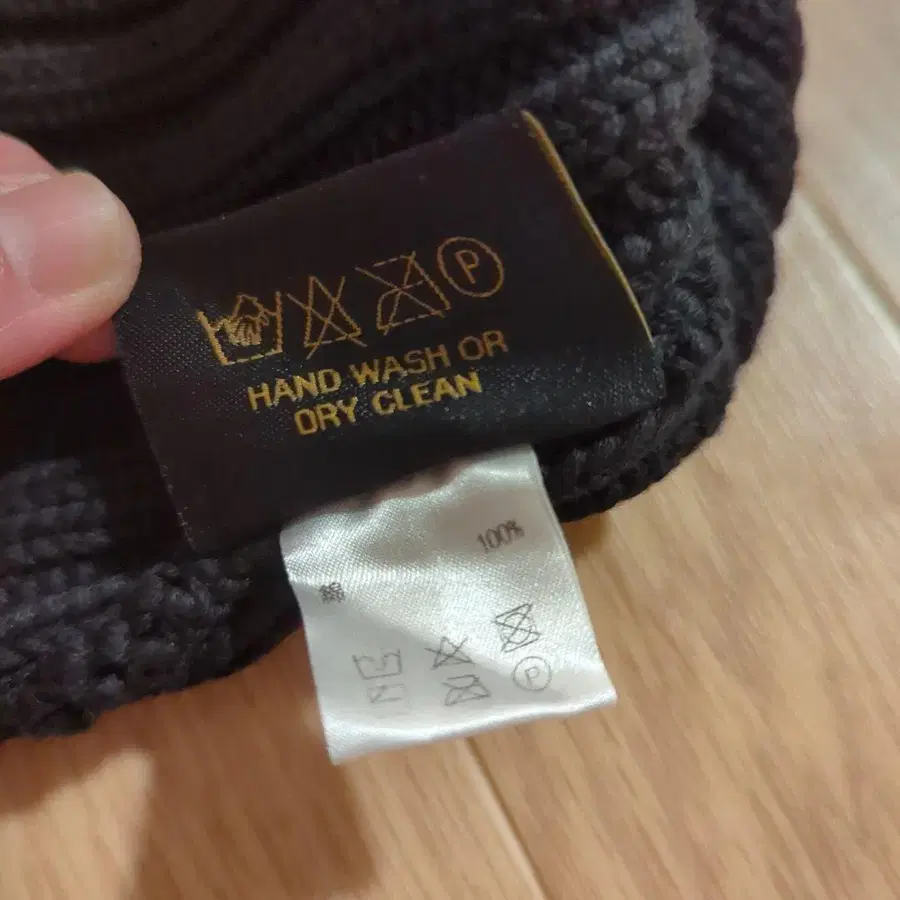 P
HAND WASH OR
DRY CLEAN
綿 100%
P